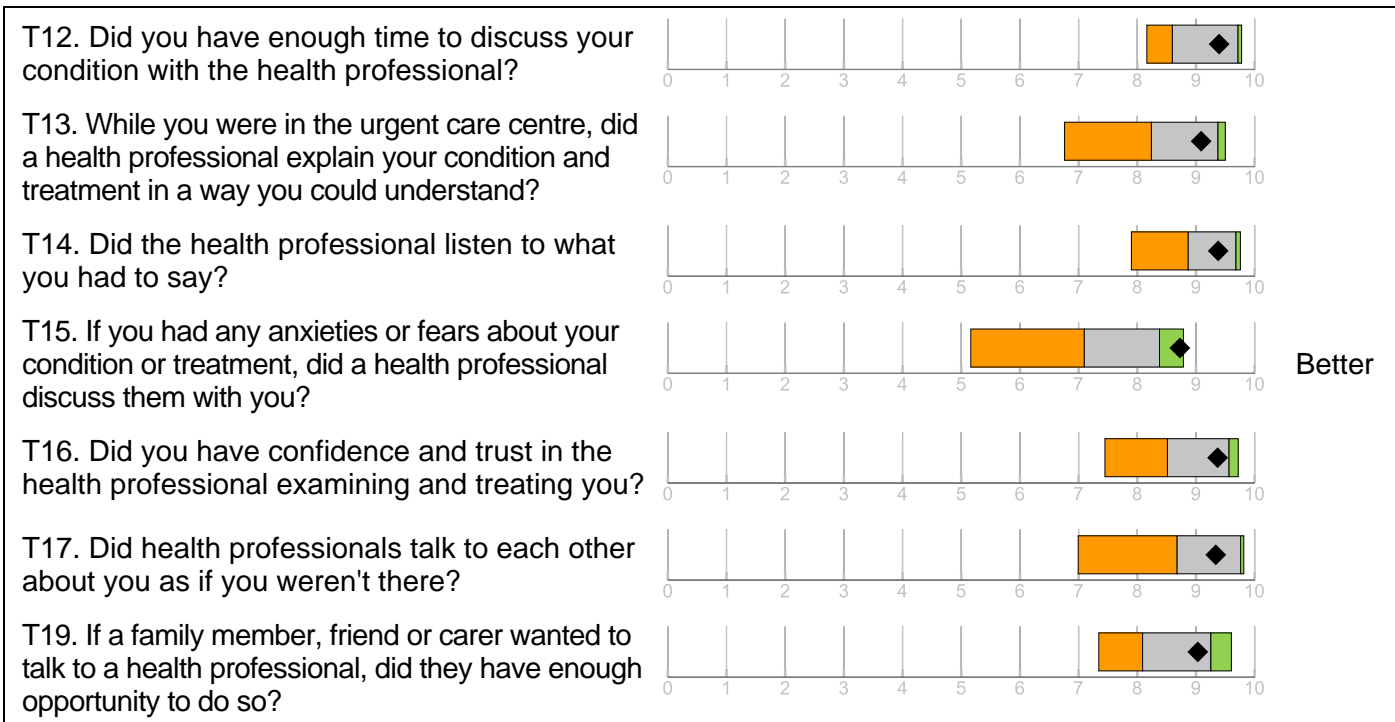 T12. Did you have enough time to discuss your
condition with the health professional?
0 1 2 3 4 5 6 7 8 9 10
T13. While you were in the urgent care centre, did
a health professional explain your condition and
treatment in a way you could understand?
0 1 2 3 4 5 6 7 8 9 10
T14. Did the health professional listen to what
you had to say?
0 1 2 3 4 5 6 7 8 9 10
T15. If you had any anxieties or fears about your
condition or treatment, did a health professional
discuss them with you?
0 1 2 3 4 5 6 7 8 9 10
Better
T16. Did you have confidence and trust in the
health professional examining and treating you?
0 1 2 3 4 5 6 7 8 9 10
T17. Did health professionals talk to each other
about you as if you weren't there?
0 1 2 3 4 5 6 7 8 9 10
T19. If a family member, friend or carer wanted to
talk to a health professional, did they have enough
opportunity to do so?
0 1 2 3 4 5 6 7 8 9 10